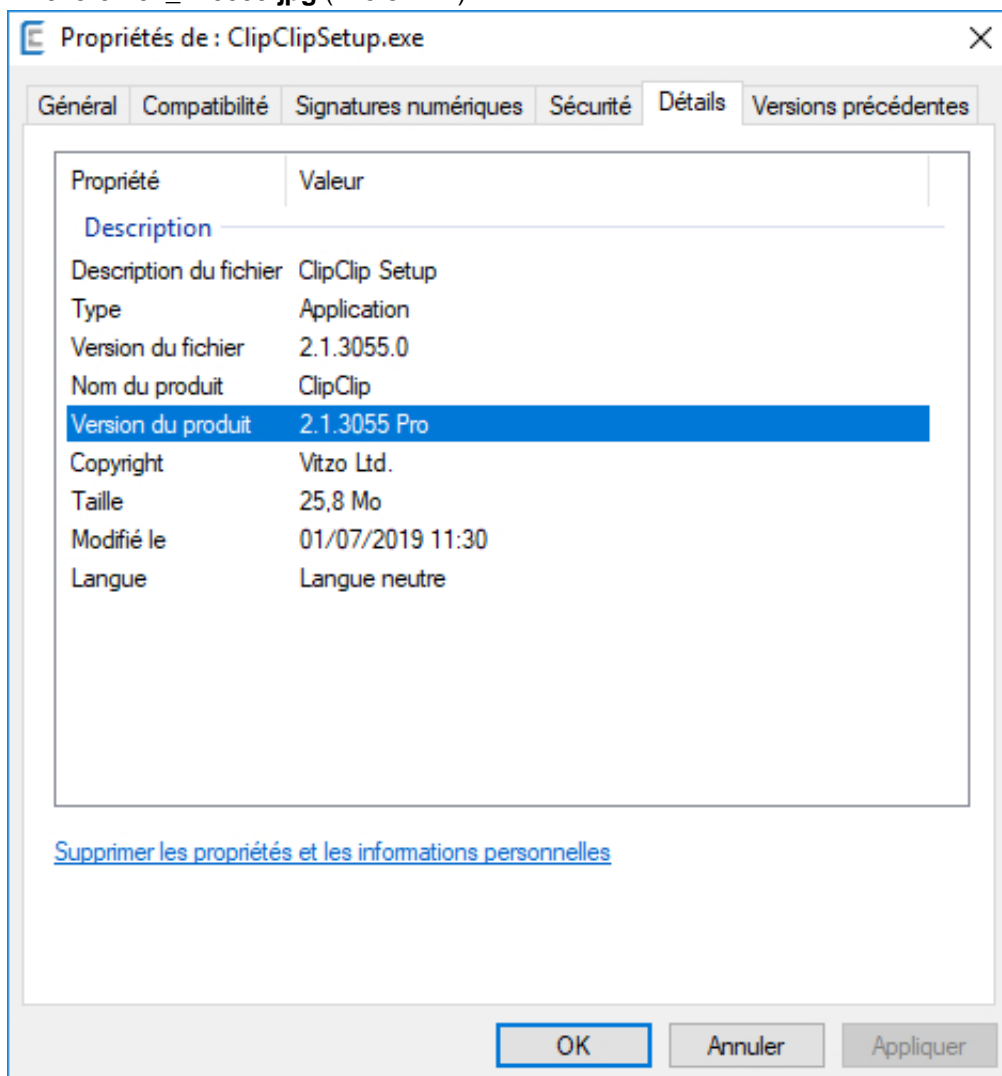 Propriétés de : ClipClipSetup.exe
Général Compatibilité Signatures numériques Sécurité Détails Versions précédentes
Propriété Valeur
Description
Description du fichier ClipClip Setup
Type Application
Version du fichier 2.1.3055.0
Nom du produit ClipClip
Version du produit 2.1.3055 Pro
Copyright Vitzo Ltd.
Taille 25,8 Mo
Modifié le 01/07/2019 11:30
Langue Langue neutre
Supprimer les propriétés et les informations personnelles
OK Annuler Appliquer